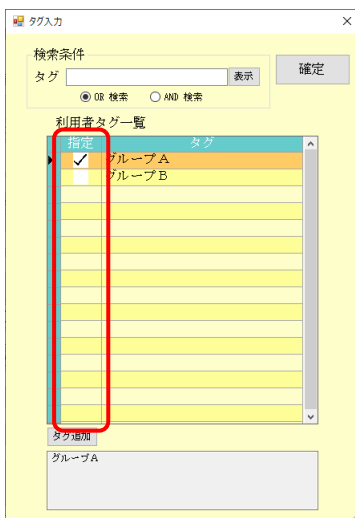 タグ入力
検索条件
タグ 表示 確定
OR 検索 AND 検索
利用者タグ一覧
指定 タグ
グループA
グループB
タグ追加
グループA